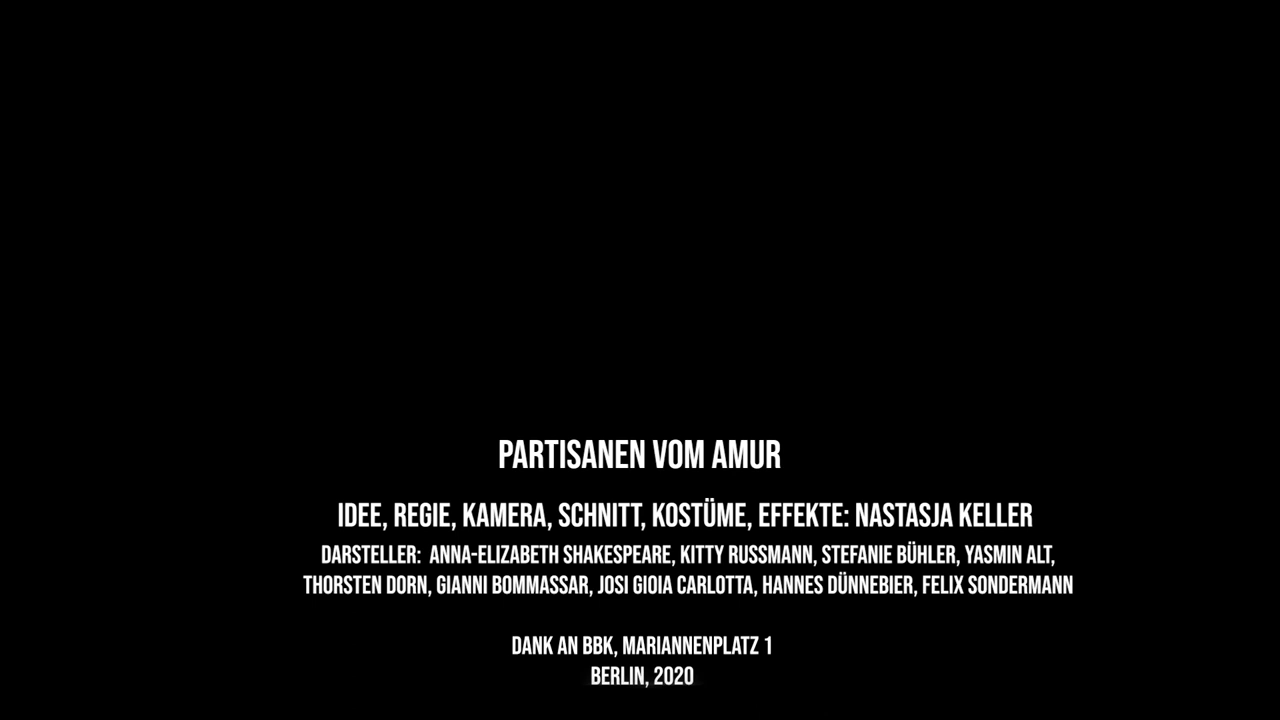 PARTISANEN VOM AMUR
IDEE, REGIE, KAMERA, SCHNITT, KOSTÜME, EFFEKTE: NASTASJA KELLER
DARSTELLER: ANNA-ELIZABETH SHAKESPEARE, KITTY RUSSMANN, STEFANIE BÜHLER, YASMIN ALT,
THORSTEN DORN, GIANNI BOMMASSAR, JOSI GIOIA CARLOTTA, HANNES DÜNNEBIER, FELIX SONDERMANN
DANK AN BBK, MARIANNENPLATZ 1
BERLIN, 2020